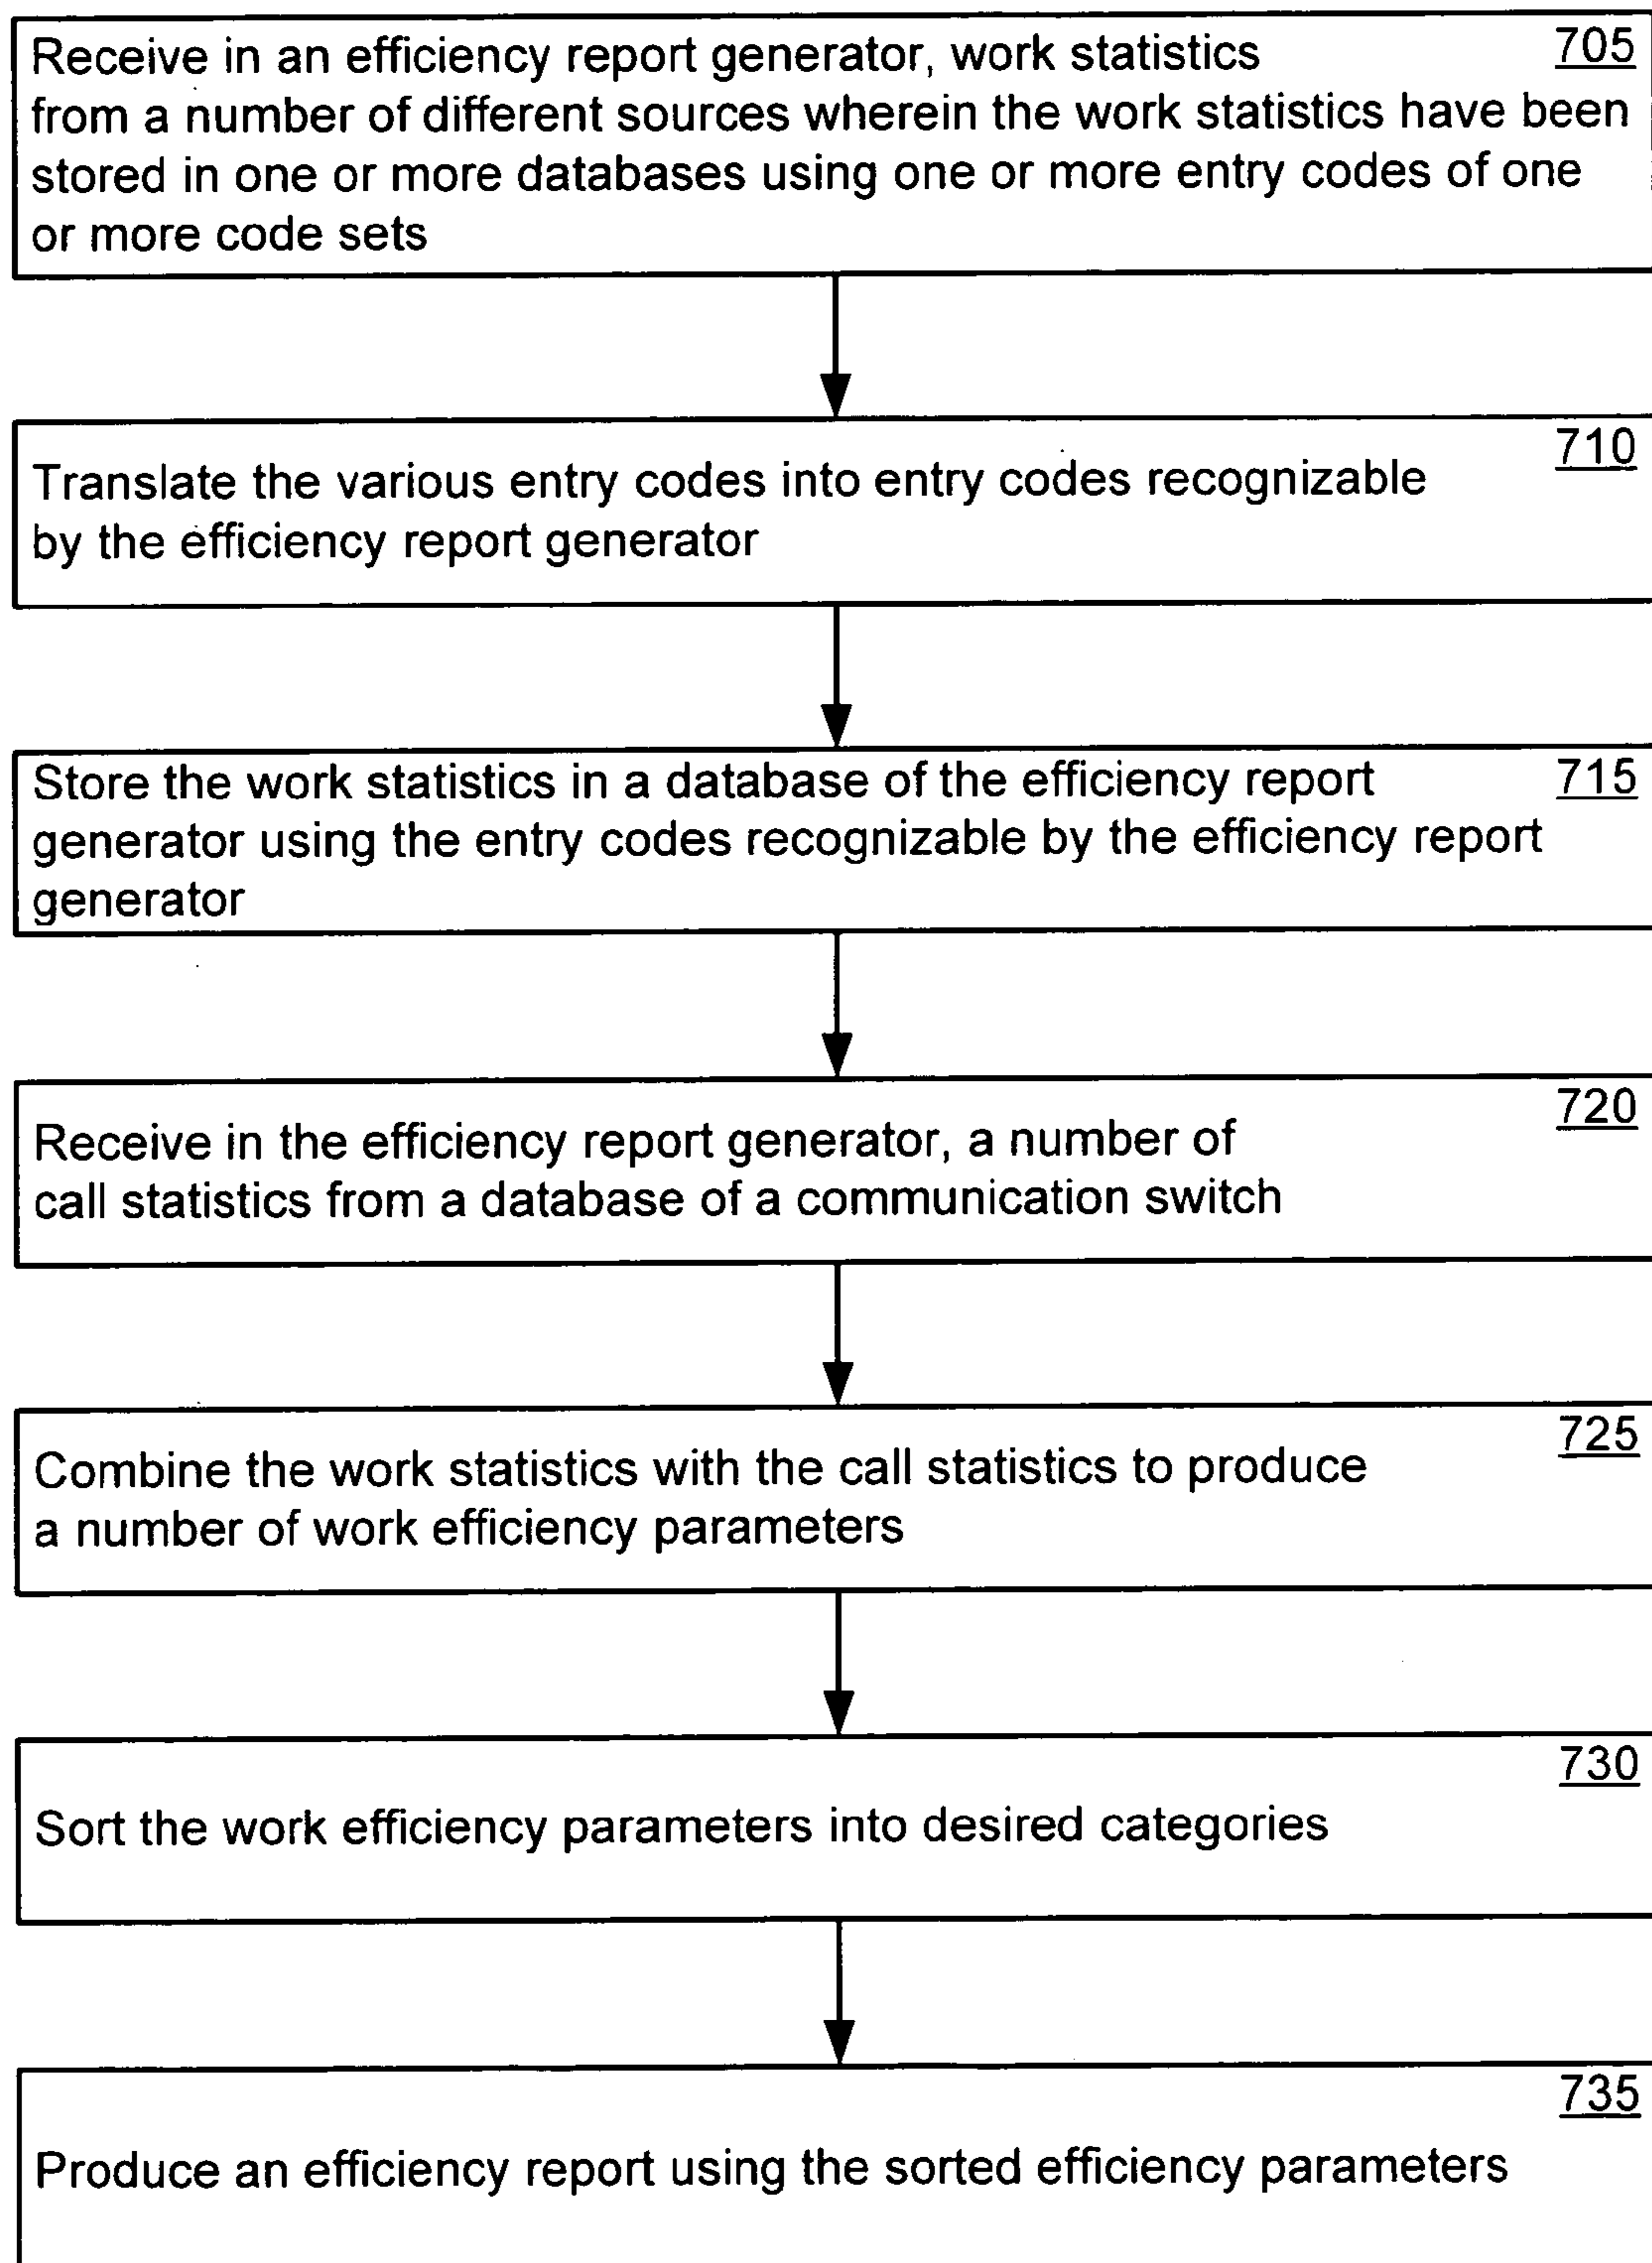 Receive in an efficiency report generator, work statistics 705
from a number of different sources wherein the work statistics have been
stored in one or more databases using one or more entry codes of one
or more code sets
710
Translate the various entry codes into entry codes recognizable
by the efficiency report generator
Store the work statistics in a database of the efficiency report 715
generator using the entry codes recognizable by the efficiency report
generator
720
Receive in the efficiency report generator, a number of
call statistics from a database of a communication switch
725
Combine the work statistics with the call statistics to produce
a number of work efficiency parameters
730
Sort the work efficiency parameters into desired categories
735
Produce an efficiency report using the sorted efficiency parameters